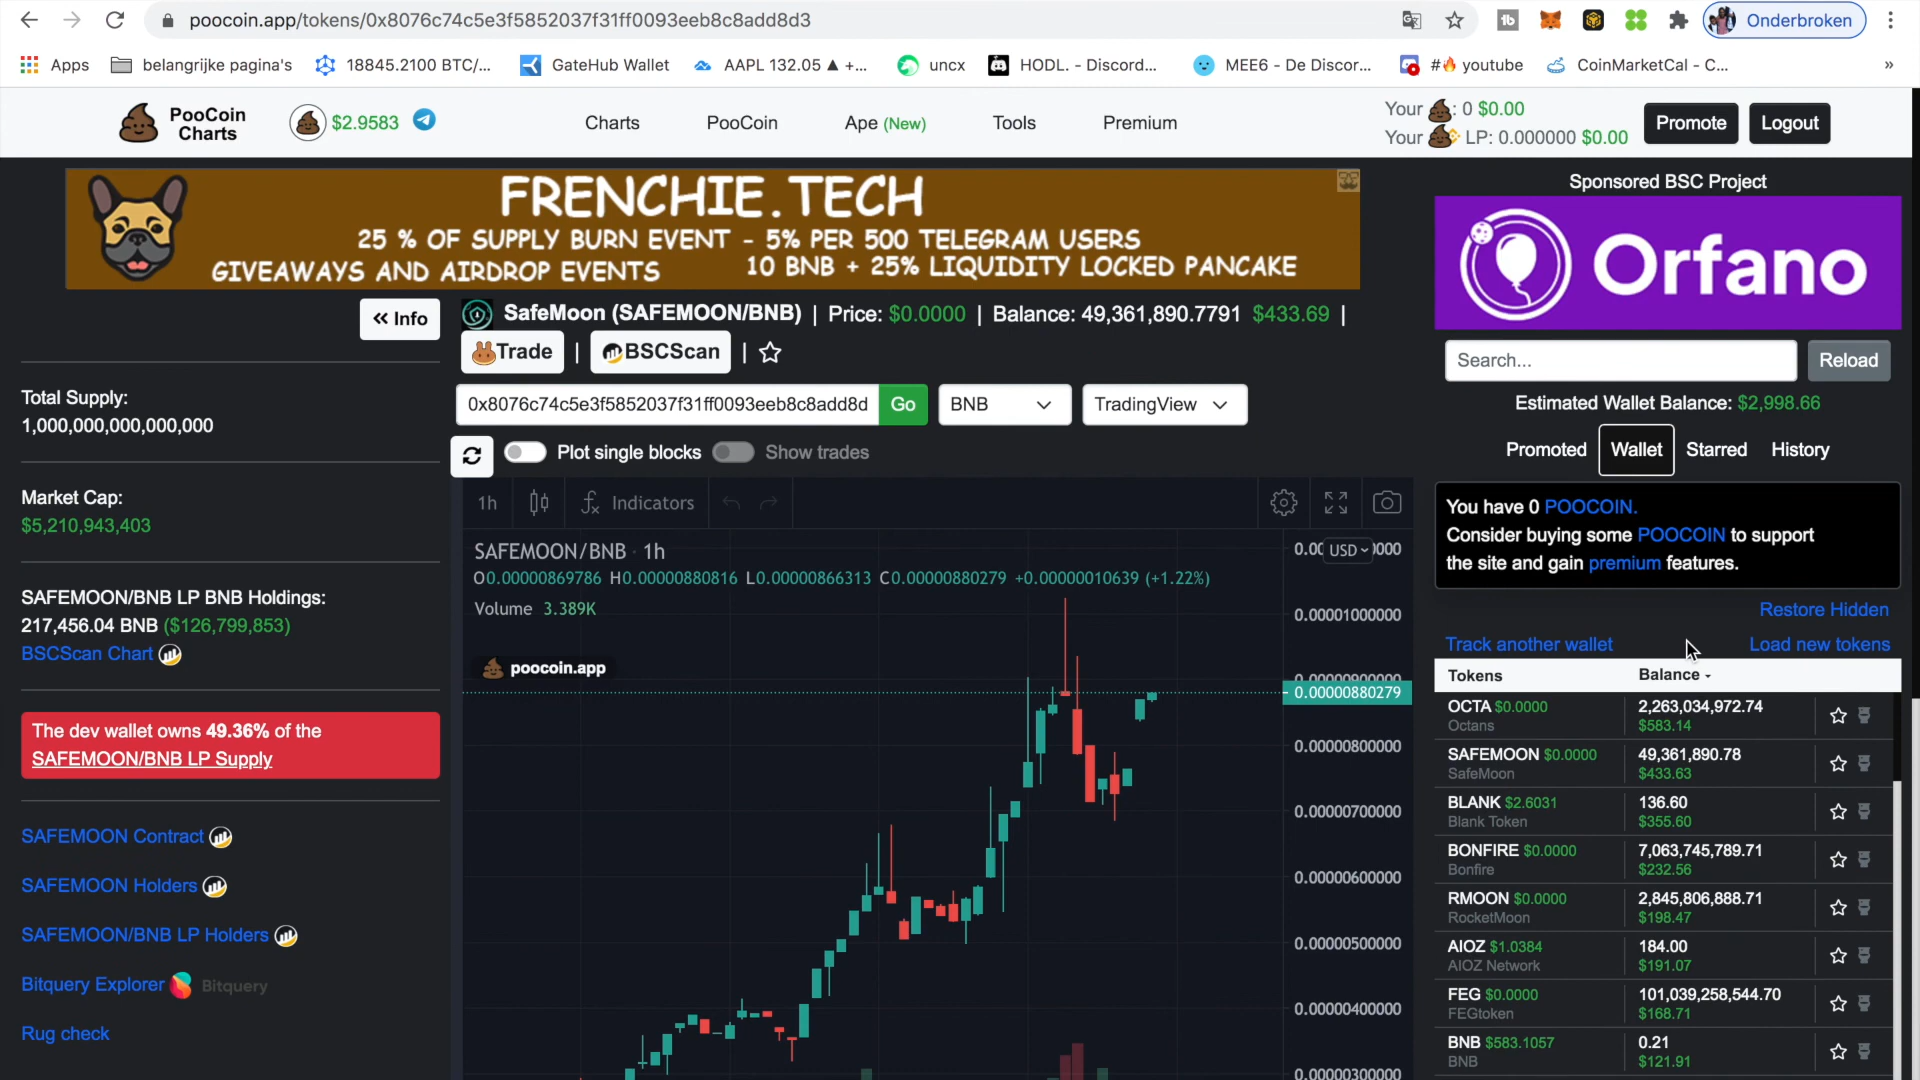 poocoin.app/tokens/0x8076c74c5e3f5852037f31ff0093eeb8c8add8d3
Onderbroken
Apps
belangrijke pagina's
18845.2100 BTC/...
GateHub Wallet
AAPL 132.05 ▲ +...
uncx
HODL. - Discord...
MEE6 - De Discor...
#🔥 youtube
CoinMarketCal - C...
»
PooCoin
Charts
$2.9583
Charts
PooCoin
Ape (New)
Tools
Premium
Your 💩: 0 $0.00
Your 💩 LP: 0.000000 $0.00
Promote
Logout
FRENCHIE.TECH
25 % OF SUPPLY BURN EVENT - 5% PER 500 TELEGRAM USERS
GIVEAWAYS AND AIRDROP EVENTS
10 BNB + 25% LIQUIDITY LOCKED PANCAKE
Sponsored BSC Project
Orfano
« Info
SafeMoon (SAFEMOON/BNB) | Price: $0.0000 | Balance: 49,361,890.7791 $433.69 |
Trade | BSCScan |
0x8076c74c5e3f5852037f31ff0093eeb8c8add8d
Go
BNB
TradingView
Plot single blocks
Show trades
Total Supply:
1,000,000,000,000,000
Market Cap:
$5,210,943,403
SAFEMOON/BNB LP BNB Holdings:
217,456.04 BNB ($126,799,853)
BSCScan Chart
The dev wallet owns 49.36% of the
SAFEMOON/BNB LP Supply
SAFEMOON Contract
SAFEMOON Holders
SAFEMOON/BNB LP Holders
Bitquery Explorer
Bitquery
Rug check
1h
Indicators
SAFEMOON/BNB · 1h
O0.00000869786 H0.00000880816 L0.00000866313 C0.00000880279 +0.00000010639 (+1.22%)
Volume 3.389K
poocoin.app
USD
0.00001000000
0.00000880279
0.00000800000
0.00000700000
0.00000600000
0.00000500000
0.00000400000
0.00000300000
Search...
Reload
Estimated Wallet Balance: $2,998.66
Promoted
Wallet
Starred
History
You have 0 POOCOIN.
Consider buying some POOCOIN to support
the site and gain premium features.
Restore Hidden
Track another wallet
Load new tokens
Tokens
Balance
OCTA $0.0000
Octans
2,263,034,972.74
$583.14
SAFEMOON $0.0000
SafeMoon
49,361,890.78
$433.63
BLANK $2.6031
Blank Token
136.60
$355.60
BONFIRE $0.0000
Bonfire
7,063,745,789.71
$232.56
RMOON $0.0000
RocketMoon
2,845,806,888.71
$198.47
AIOZ $1.0384
AIOZ Network
184.00
$191.07
FEG $0.0000
FEGtoken
101,039,258,544.70
$168.71
BNB $583.1057
BNB
0.21
$121.91